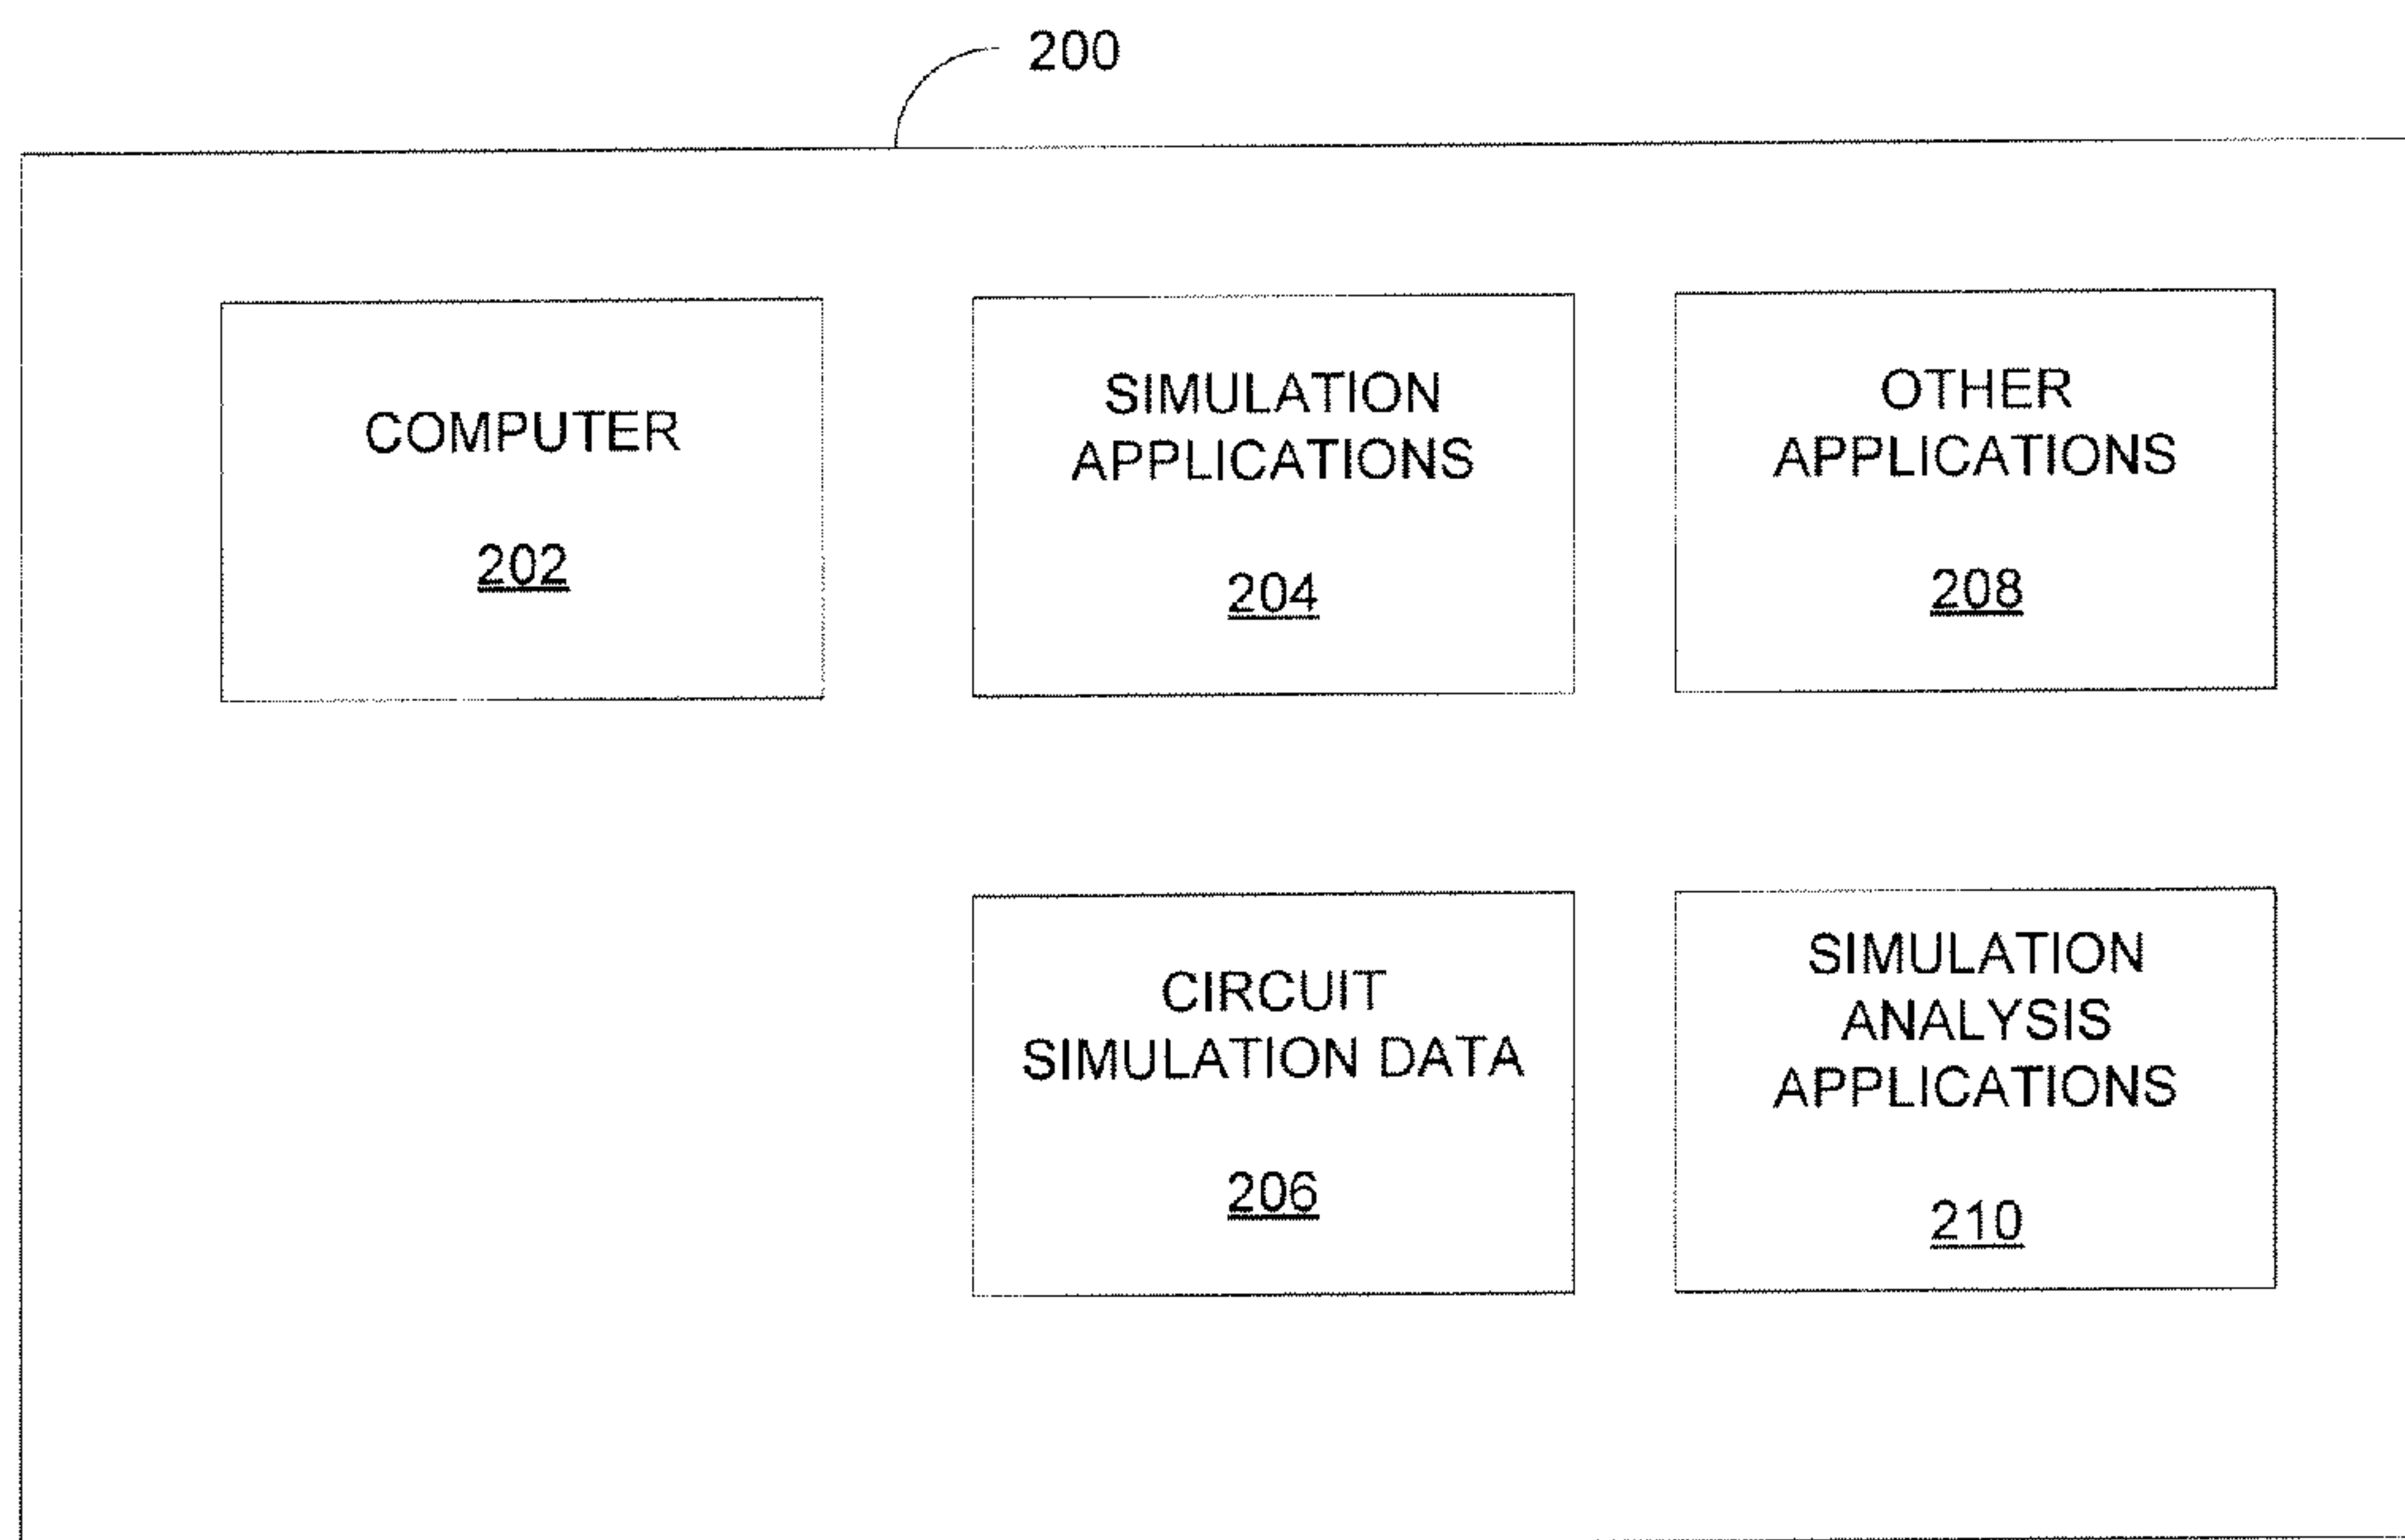 200
COMPUTER
202
SIMULATION
APPLICATIONS
204
OTHER
APPLICATIONS
208
CIRCUIT
SIMULATION DATA
206
SIMULATION
ANALYSIS
APPLICATIONS
210